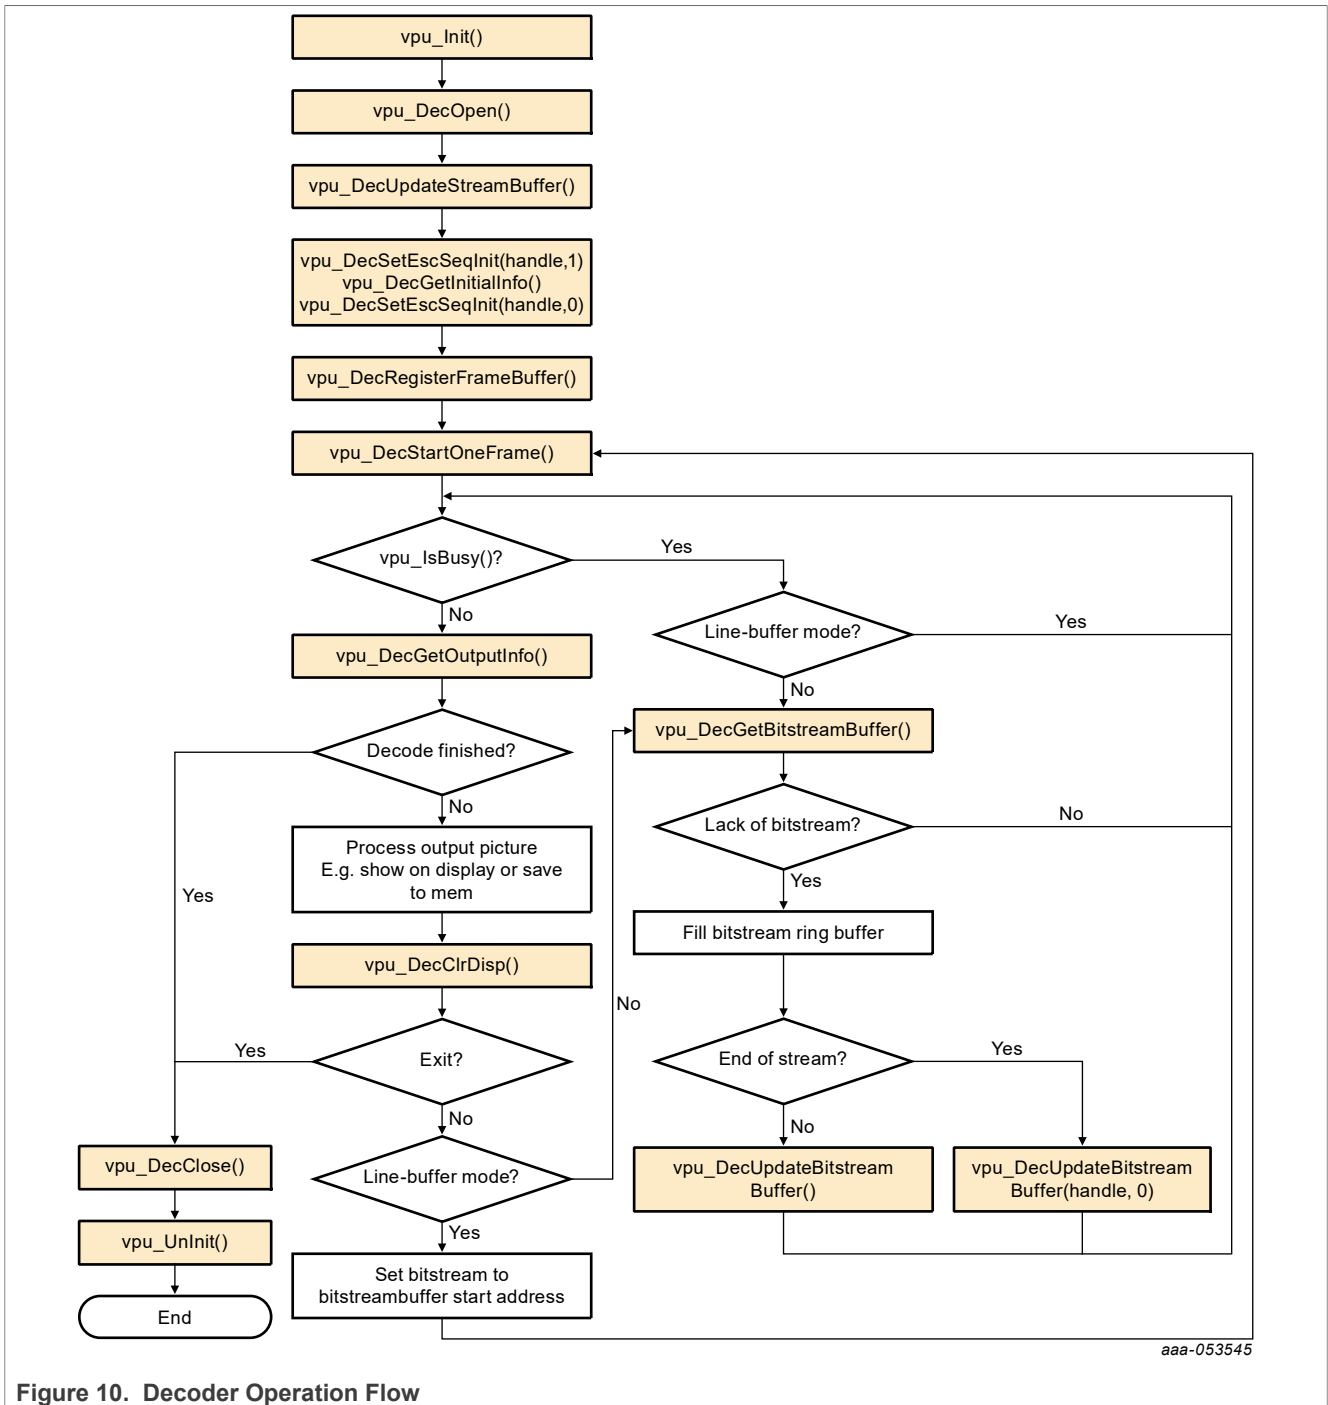 vpu_Init()
vpu_DecOpen()
vpu_DecUpdateStreamBuffer()
vpu_DecSetEscSeqInit(handle,1)
vpu_DecGetInitialInfo()
vpu_DecSetEscSeqInit(handle,0)
vpu_DecRegisterFrameBuffer()
vpu_DecStartOneFrame()
vpu_IsBusy()?
Yes
No
Line-buffer mode?
Yes
No
vpu_DecGetOutputInfo()
vpu_DecGetBitstreamBuffer()
Decode finished?
No
Yes
Lack of bitstream?
No
Yes
Process output picture
E.g. show on display or save
to mem
Fill bitstream ring buffer
vpu_DecClrDisp()
No
Exit?
Yes
No
End of stream?
Yes
No
vpu_DecClose()
Line-buffer mode?
Yes
vpu_DecUpdateBitstream
Buffer()
vpu_DecUpdateBitstream
Buffer(handle, 0)
vpu_UnInit()
Set bitstream to
bitstreambuffer start address
End
aaa-053545
Figure 10. Decoder Operation Flow